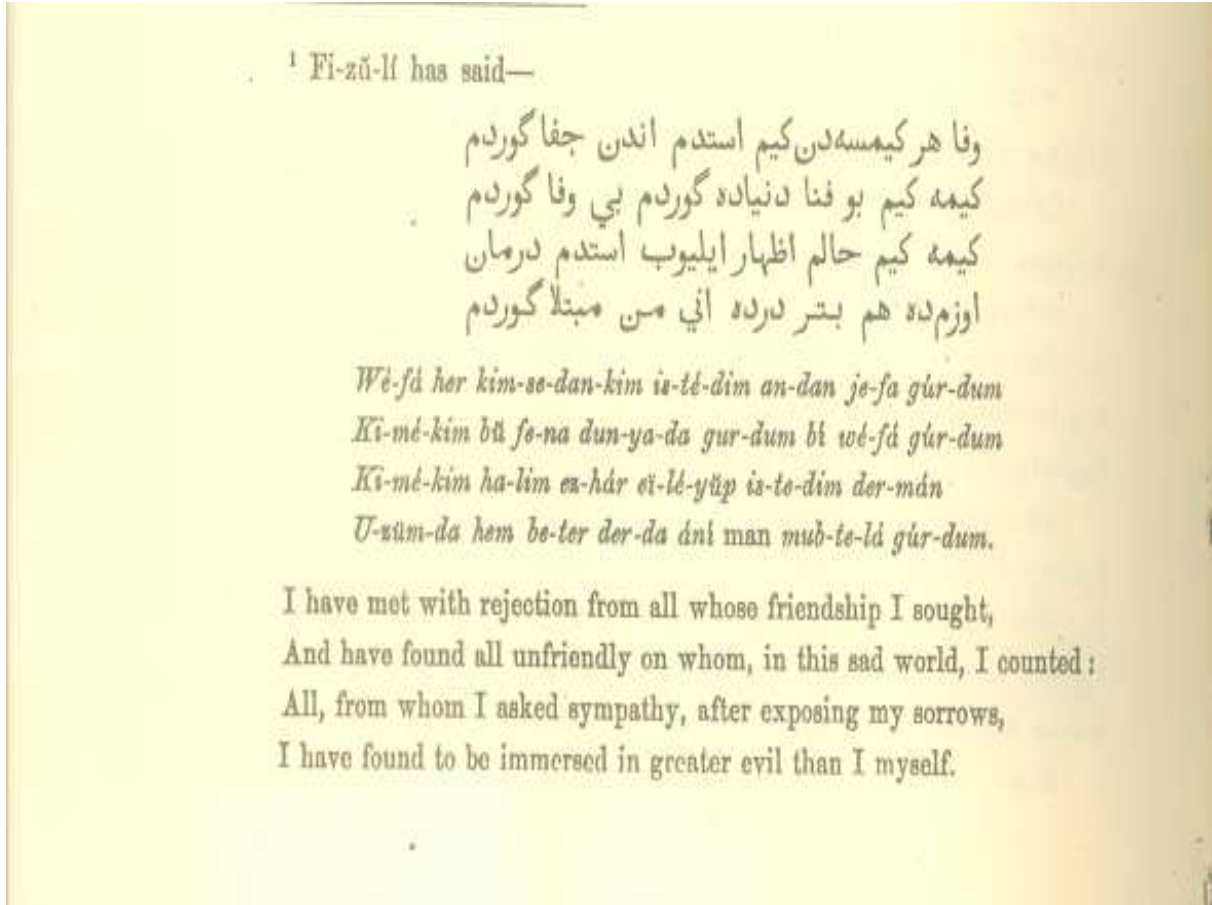 ¹ Fi-zŭ-lí has said—
وفا هر كيمسه‌دن كيم استدم اندن جفا گوردم
كيمه كيم بو فنا دنياده گوردم بي وفا گوردم
كيمه كيم حالم اظهار ايليوب استدم درمان
اوزم‌ده هم بتر درده اني من مبتلا گوردم
Wé-fá her kim-se-dan-kim is-té-dim an-dan je-fa gúr-dum
Ki-mé-kim bŭ fe-na dun-ya-da gur-dum bí wé-fá gúr-dum
Ki-mé-kim ha-lim ez-hár eï-lé-yŭp is-te-dim der-mán
U-zŭm-da hem be-ter der-da ání man mub-te-lá gúr-dum.
I have met with rejection from all whose friendship I sought,
And have found all unfriendly on whom, in this sad world, I counted:
All, from whom I asked sympathy, after exposing my sorrows,
I have found to be immersed in greater evil than I myself.